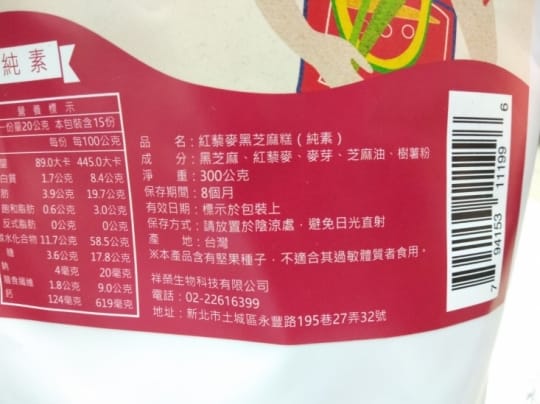 純素
營養標示
一份量20公克 本包裝含15份
每份 每100公克
量 89.0大卡 445.0大卡
白質 1.7公克 8.4公克
肪 3.9公克 19.7公克
飽和脂肪 0.6公克 3.0公克
反式脂肪 0公克 0公克
碳水化合物 11.7公克 58.5公克
糖 3.6公克 17.8公克
鈉 4毫克 20毫克
膳食纖維 1.8公克 9.0公克
鈣 124毫克 619毫克
品 名：紅藜麥黑芝麻糕（純素）
成 分：黑芝麻、紅藜麥、麥芽、芝麻油、樹薯粉
淨 重：300公克
保存期間：8個月
有效日期：標示於包裝上
保存方式：請放置於陰涼處，避免日光直射
產 地：台灣
※本產品含有堅果種子，不適合其過敏體質者食用。
祥榮生物科技有限公司
電話：02-22616399
地址：新北市土城區永豐路195巷27弄32號
7 94153 11199 6